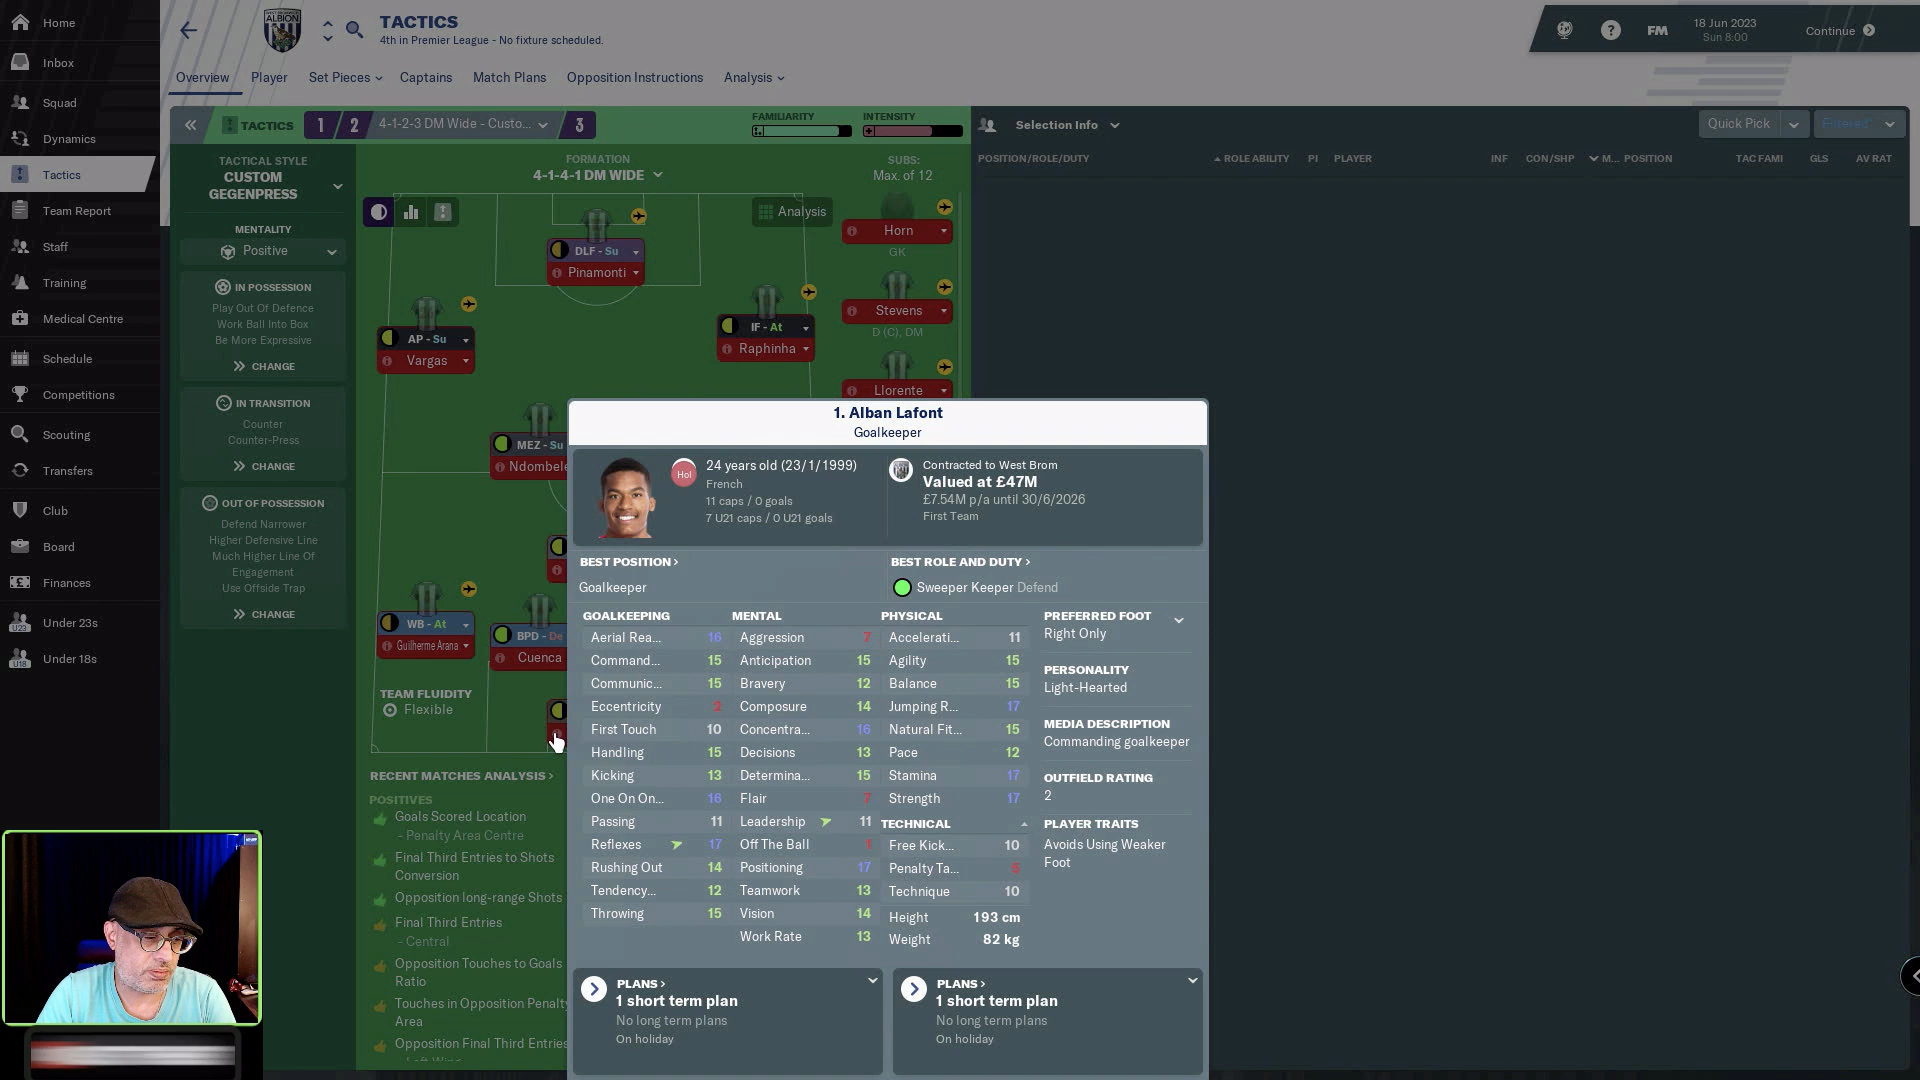 Home
Inbox
Squad
Dynamics
Tactics
Team Report
Staff
Training
Medical Centre
Schedule
Competitions
Scouting
Transfers
Club
Board
Finances
Under 23s
Under 18s
TACTICS
4th in Premier League - No fixture scheduled.
FM
18 Jun 2023
Sun 8:00
Continue
Overview
Player
Set Pieces
Captains
Match Plans
Opposition Instructions
Analysis
TACTICS
1
2
4-1-2-3 DM Wide - Custo...
3
FAMILIARITY
INTENSITY
TACTICAL STYLE
CUSTOM
GEGENPRESS
MENTALITY
Positive
IN POSSESSION
Play Out Of Defence
Work Ball Into Box
Be More Expressive
CHANGE
IN TRANSITION
Counter
Counter-Press
CHANGE
OUT OF POSSESSION
Defend Narrower
Higher Defensive Line
Much Higher Line Of
Engagement
Use Offside Trap
CHANGE
FORMATION
4-1-4-1 DM WIDE
SUBS:
Max. of 12
Analysis
DLF - Su
Pinamonti
AP - Su
Vargas
IF - At
Raphinha
MEZ - Su
Ndombele
WB - At
Guilherme Arana
BPD - De
Cuenca
Horn
GK
Stevens
D (C), DM
Llorente
TEAM FLUIDITY
Flexible
RECENT MATCHES ANALYSIS >
POSITIVES
Goals Scored Location
- Penalty Area Centre
Final Third Entries to Shots
Conversion
Opposition long-range Shots
Final Third Entries
- Central
Opposition Touches to Goals
Ratio
Touches in Opposition Penalty
Area
Opposition Final Third Entries
Selection Info
Quick Pick
POSITION/ROLE/DUTY
ROLE ABILITY
PI
PLAYER
INF
CON/SHP
M...
POSITION
TAC FAMI
GLS
AV RAT
1. Alban Lafont
Goalkeeper
Hol
24 years old (23/1/1999)
French
11 caps / 0 goals
7 U21 caps / 0 U21 goals
Contracted to West Brom
Valued at £47M
£7.54M p/a until 30/6/2026
First Team
BEST POSITION >
Goalkeeper
BEST ROLE AND DUTY >
Sweeper Keeper Defend
GOALKEEPING
Aerial Rea... 16
Command... 15
Communic... 15
Eccentricity 2
First Touch 10
Handling 15
Kicking 13
One On On... 16
Passing 11
Reflexes 17
Rushing Out 14
Tendency... 12
Throwing 15
MENTAL
Aggression 7
Anticipation 15
Bravery 12
Composure 14
Concentra... 16
Decisions 13
Determina... 15
Flair 7
Leadership 11
Off The Ball 1
Positioning 17
Teamwork 13
Vision 14
Work Rate 13
PHYSICAL
Accelerati... 11
Agility 15
Balance 15
Jumping R... 17
Natural Fit... 15
Pace 12
Stamina 17
Strength 17
TECHNICAL
Free Kick... 10
Penalty Ta... 5
Technique 10
Height 193 cm
Weight 82 kg
PREFERRED FOOT
Right Only
PERSONALITY
Light-Hearted
MEDIA DESCRIPTION
Commanding goalkeeper
OUTFIELD RATING
2
PLAYER TRAITS
Avoids Using Weaker
Foot
PLANS >
1 short term plan
No long term plans
On holiday
PLANS >
1 short term plan
No long term plans
On holiday